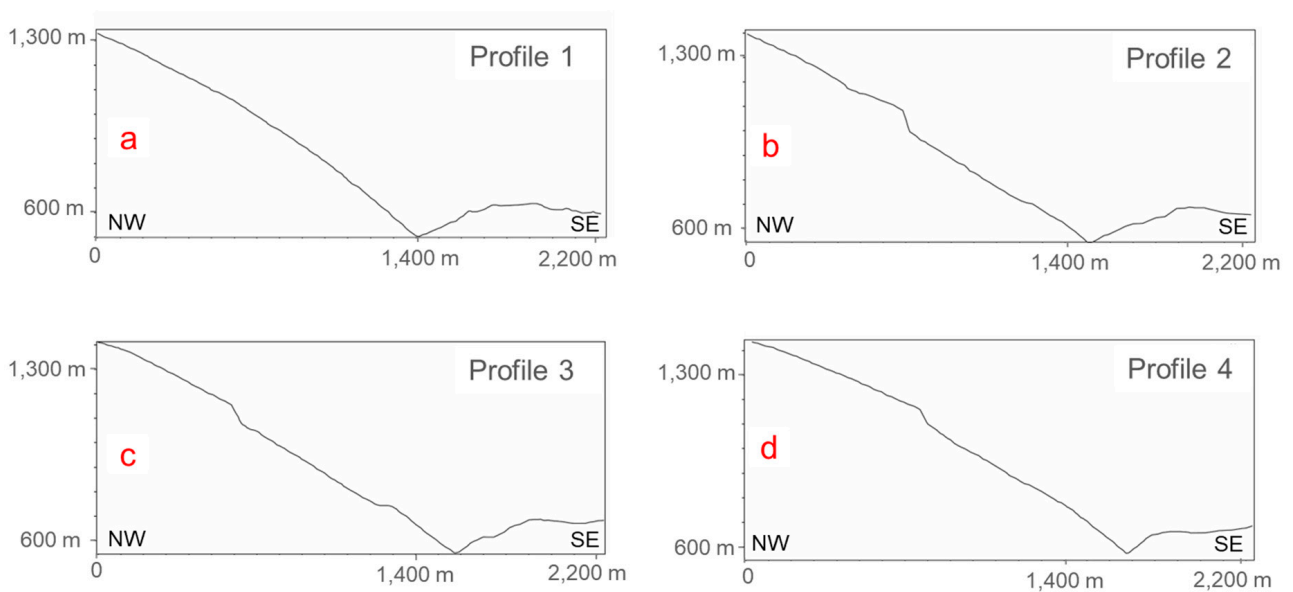 1,300 m
Profile 1
a
600 m
NW
SE
0
1,400 m
2,200 m
1,300 m
Profile 2
b
600 m
NW
SE
0
1,400 m
2,200 m
1,300 m
Profile 3
c
600 m
NW
SE
0
1,400 m
2,200 m
1,300 m
Profile 4
d
600 m
NW
SE
0
1,400 m
2,200 m